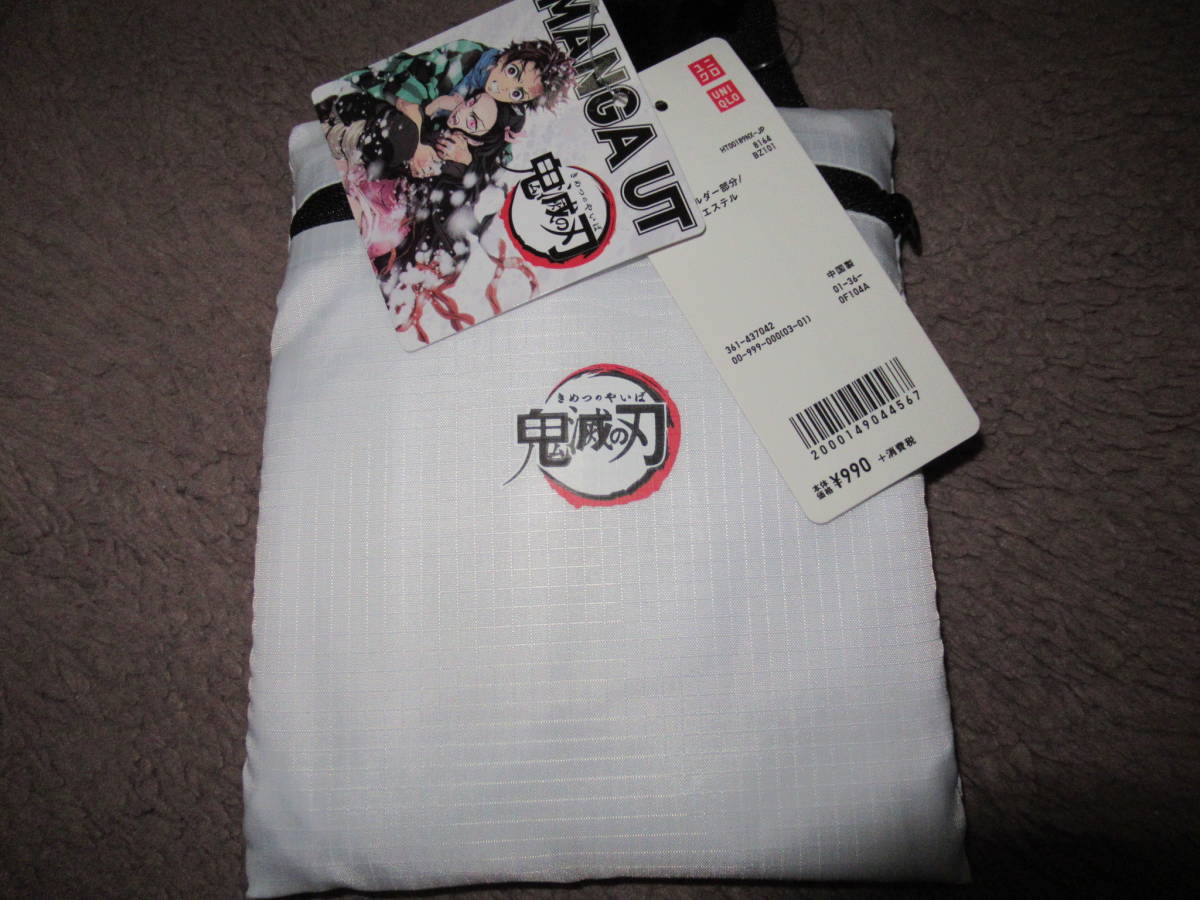 MANGA UT
きめつのやいば
鬼滅の刃
ユニ
クロ
UNI
QLO
8164
BZ101
ルダー部分/
エステル
中国製
01-36-
0F104A
361-437042
00-999-000(03-01)
2000149044567
本体
価格 ¥990 +消費税
きめつのやいば
鬼滅の刃